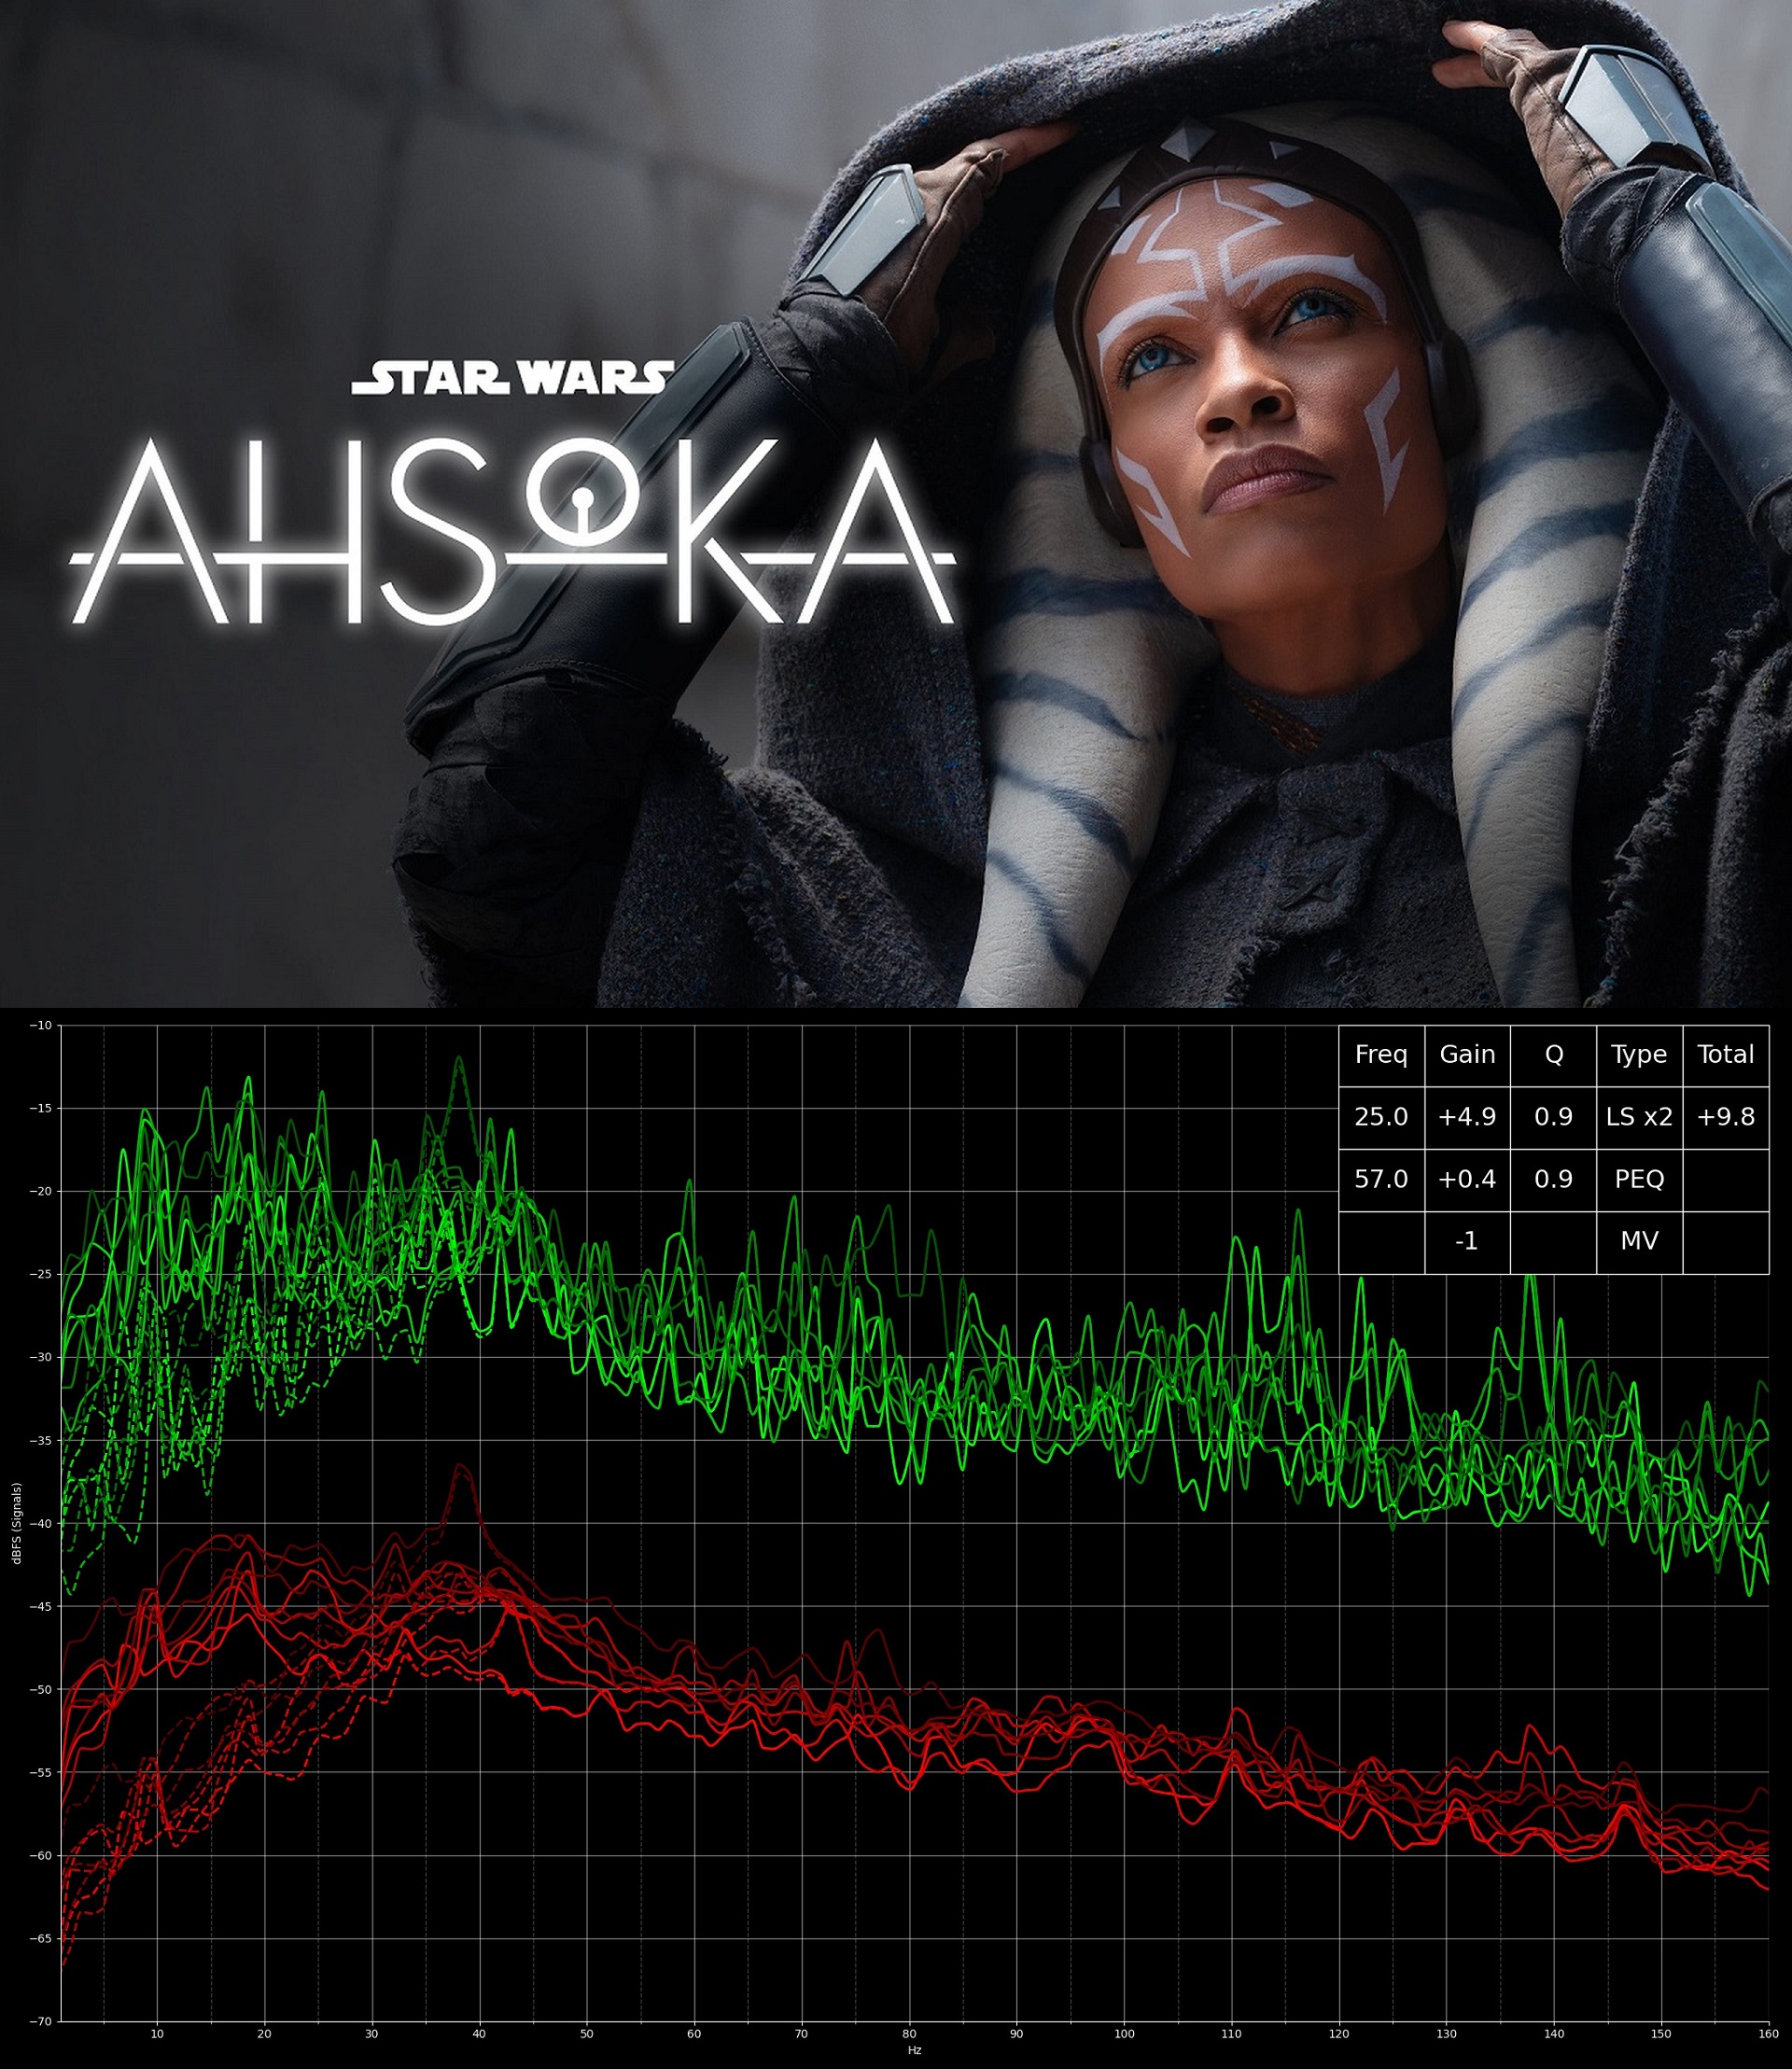 STAR WARS
AHSOKA
Freq Gain Q Type Total
25.0 +4.9 0.9 LS x2 +9.8
57.0 +0.4 0.9 PEQ
-1 MV
−10
−15
−20
−25
−30
−35
−40
−45
−50
−55
−60
−65
−70
dBFS (Signals)
10 20 30 40 50 60 70 80 90 100 110 120 130 140 150 160
Hz